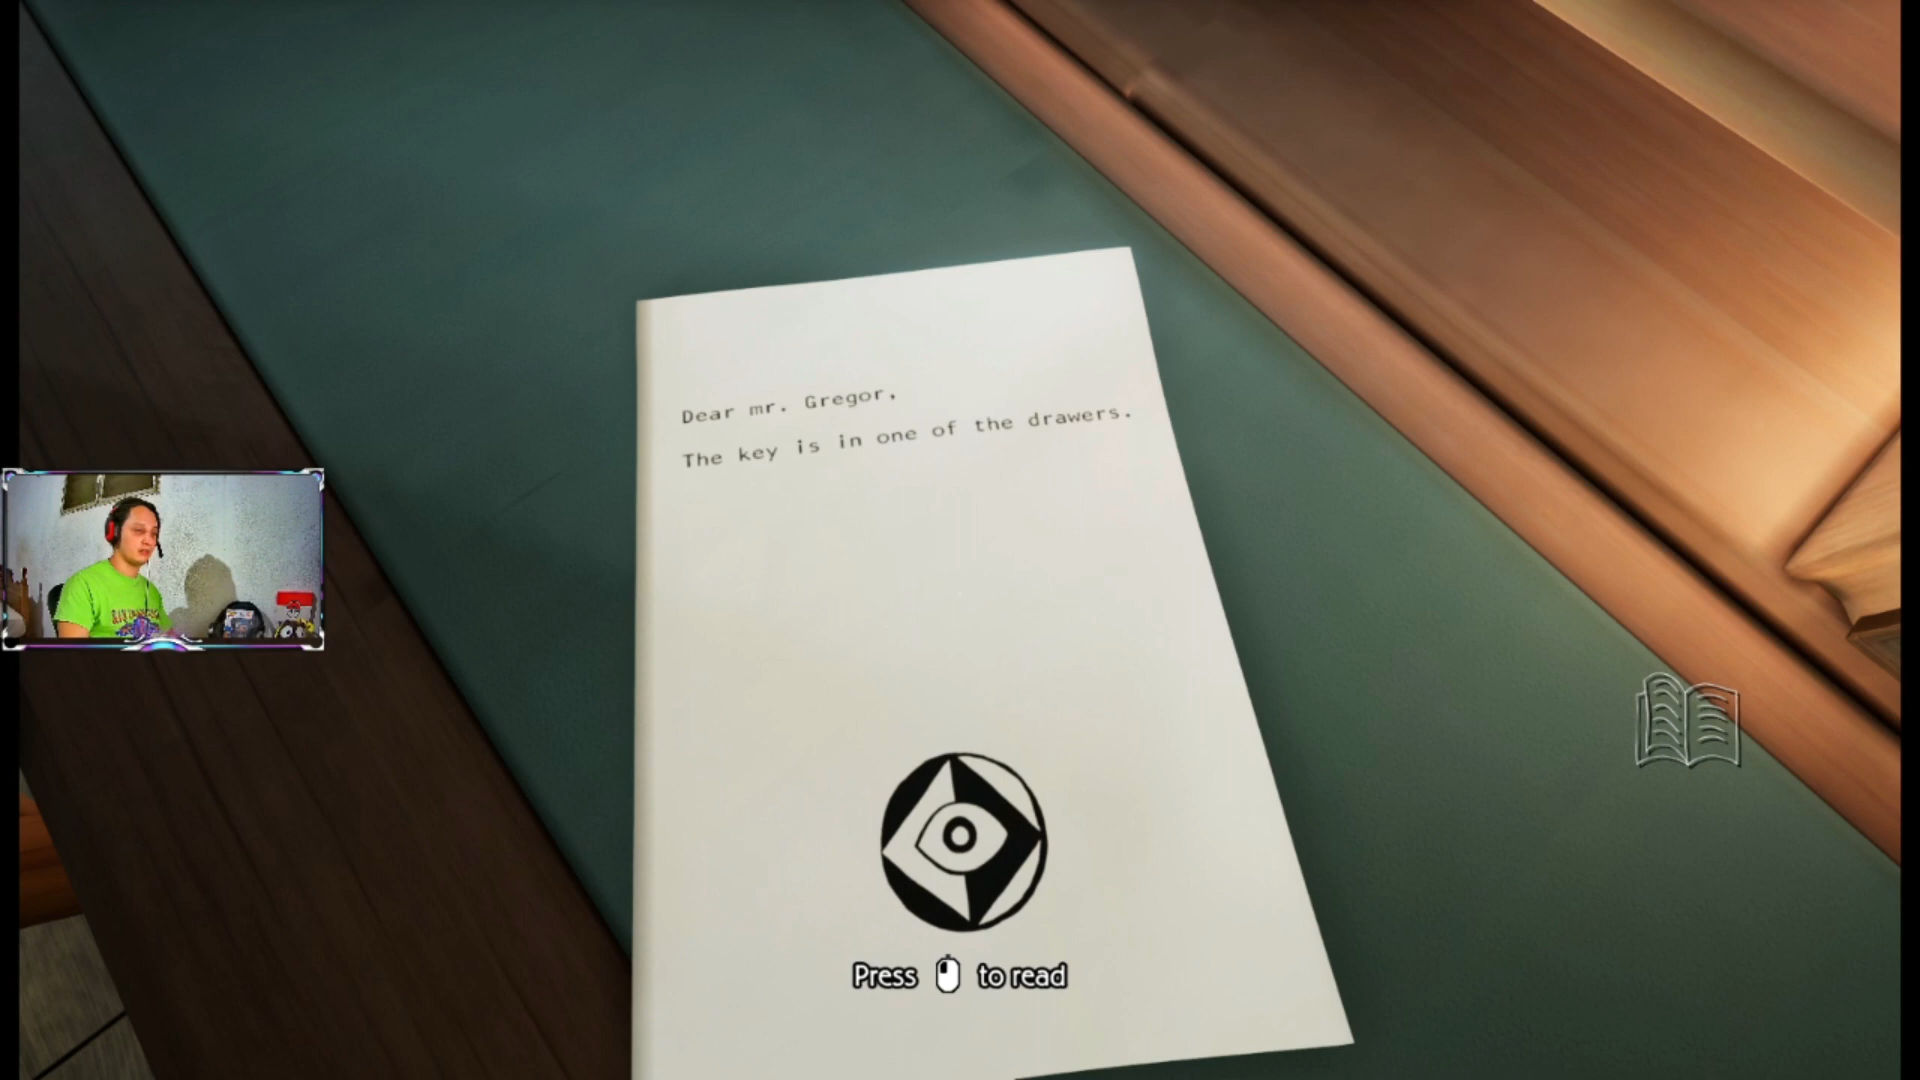 Dear mr. Gregor,
The key is in one of the drawers.
Press to read